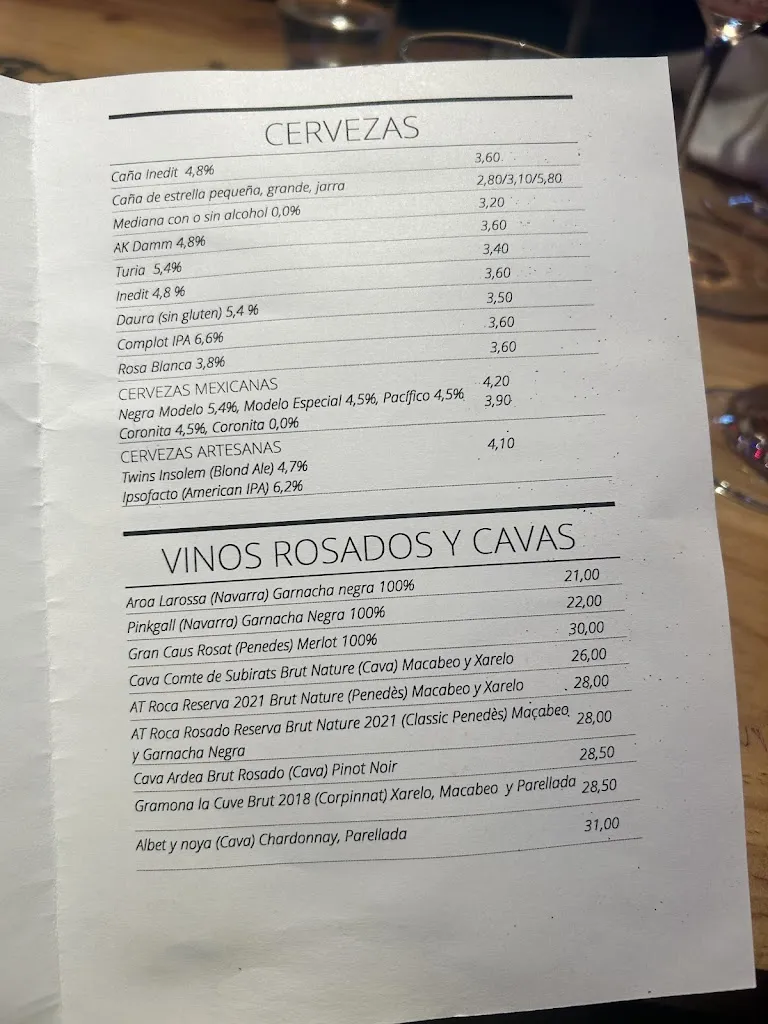 CERVEZAS
Caña Inedit 4,8% 3,60
Caña de estrella pequeña, grande, jarra 2,80/3,10/5,80
Mediana con o sin alcohol 0,0% 3,20
AK Damm 4,8% 3,60
Turia 5,4% 3,40
Inedit 4,8 % 3,60
Daura (sin gluten) 5,4 % 3,50
Complot IPA 6,6% 3,60
Rosa Blanca 3,8% 3,60
CERVEZAS MEXICANAS
Negra Modelo 5,4%, Modelo Especial 4,5%, Pacífico 4,5% 4,20
Coronita 4,5%, Coronita 0,0% 3,90
CERVEZAS ARTESANAS
Twins Insolem (Blond Ale) 4,7% 4,10
Ipsofacto (American IPA) 6,2%
VINOS ROSADOS Y CAVAS
Aroa Larossa (Navarra) Garnacha negra 100% 21,00
Pinkgall (Navarra) Garnacha Negra 100% 22,00
Gran Caus Rosat (Penedes) Merlot 100% 30,00
Cava Comte de Subirats Brut Nature (Cava) Macabeo y Xarelo 26,00
AT Roca Reserva 2021 Brut Nature (Penedès) Macabeo y Xarelo 28,00
AT Roca Rosado Reserva Brut Nature 2021 (Classic Penedès) Maçabeo 28,00
y Garnacha Negra
Cava Ardea Brut Rosado (Cava) Pinot Noir 28,50
Gramona la Cuve Brut 2018 (Corpinnat) Xarelo, Macabeo y Parellada 28,50
Albet y noya (Cava) Chardonnay, Parellada 31,00